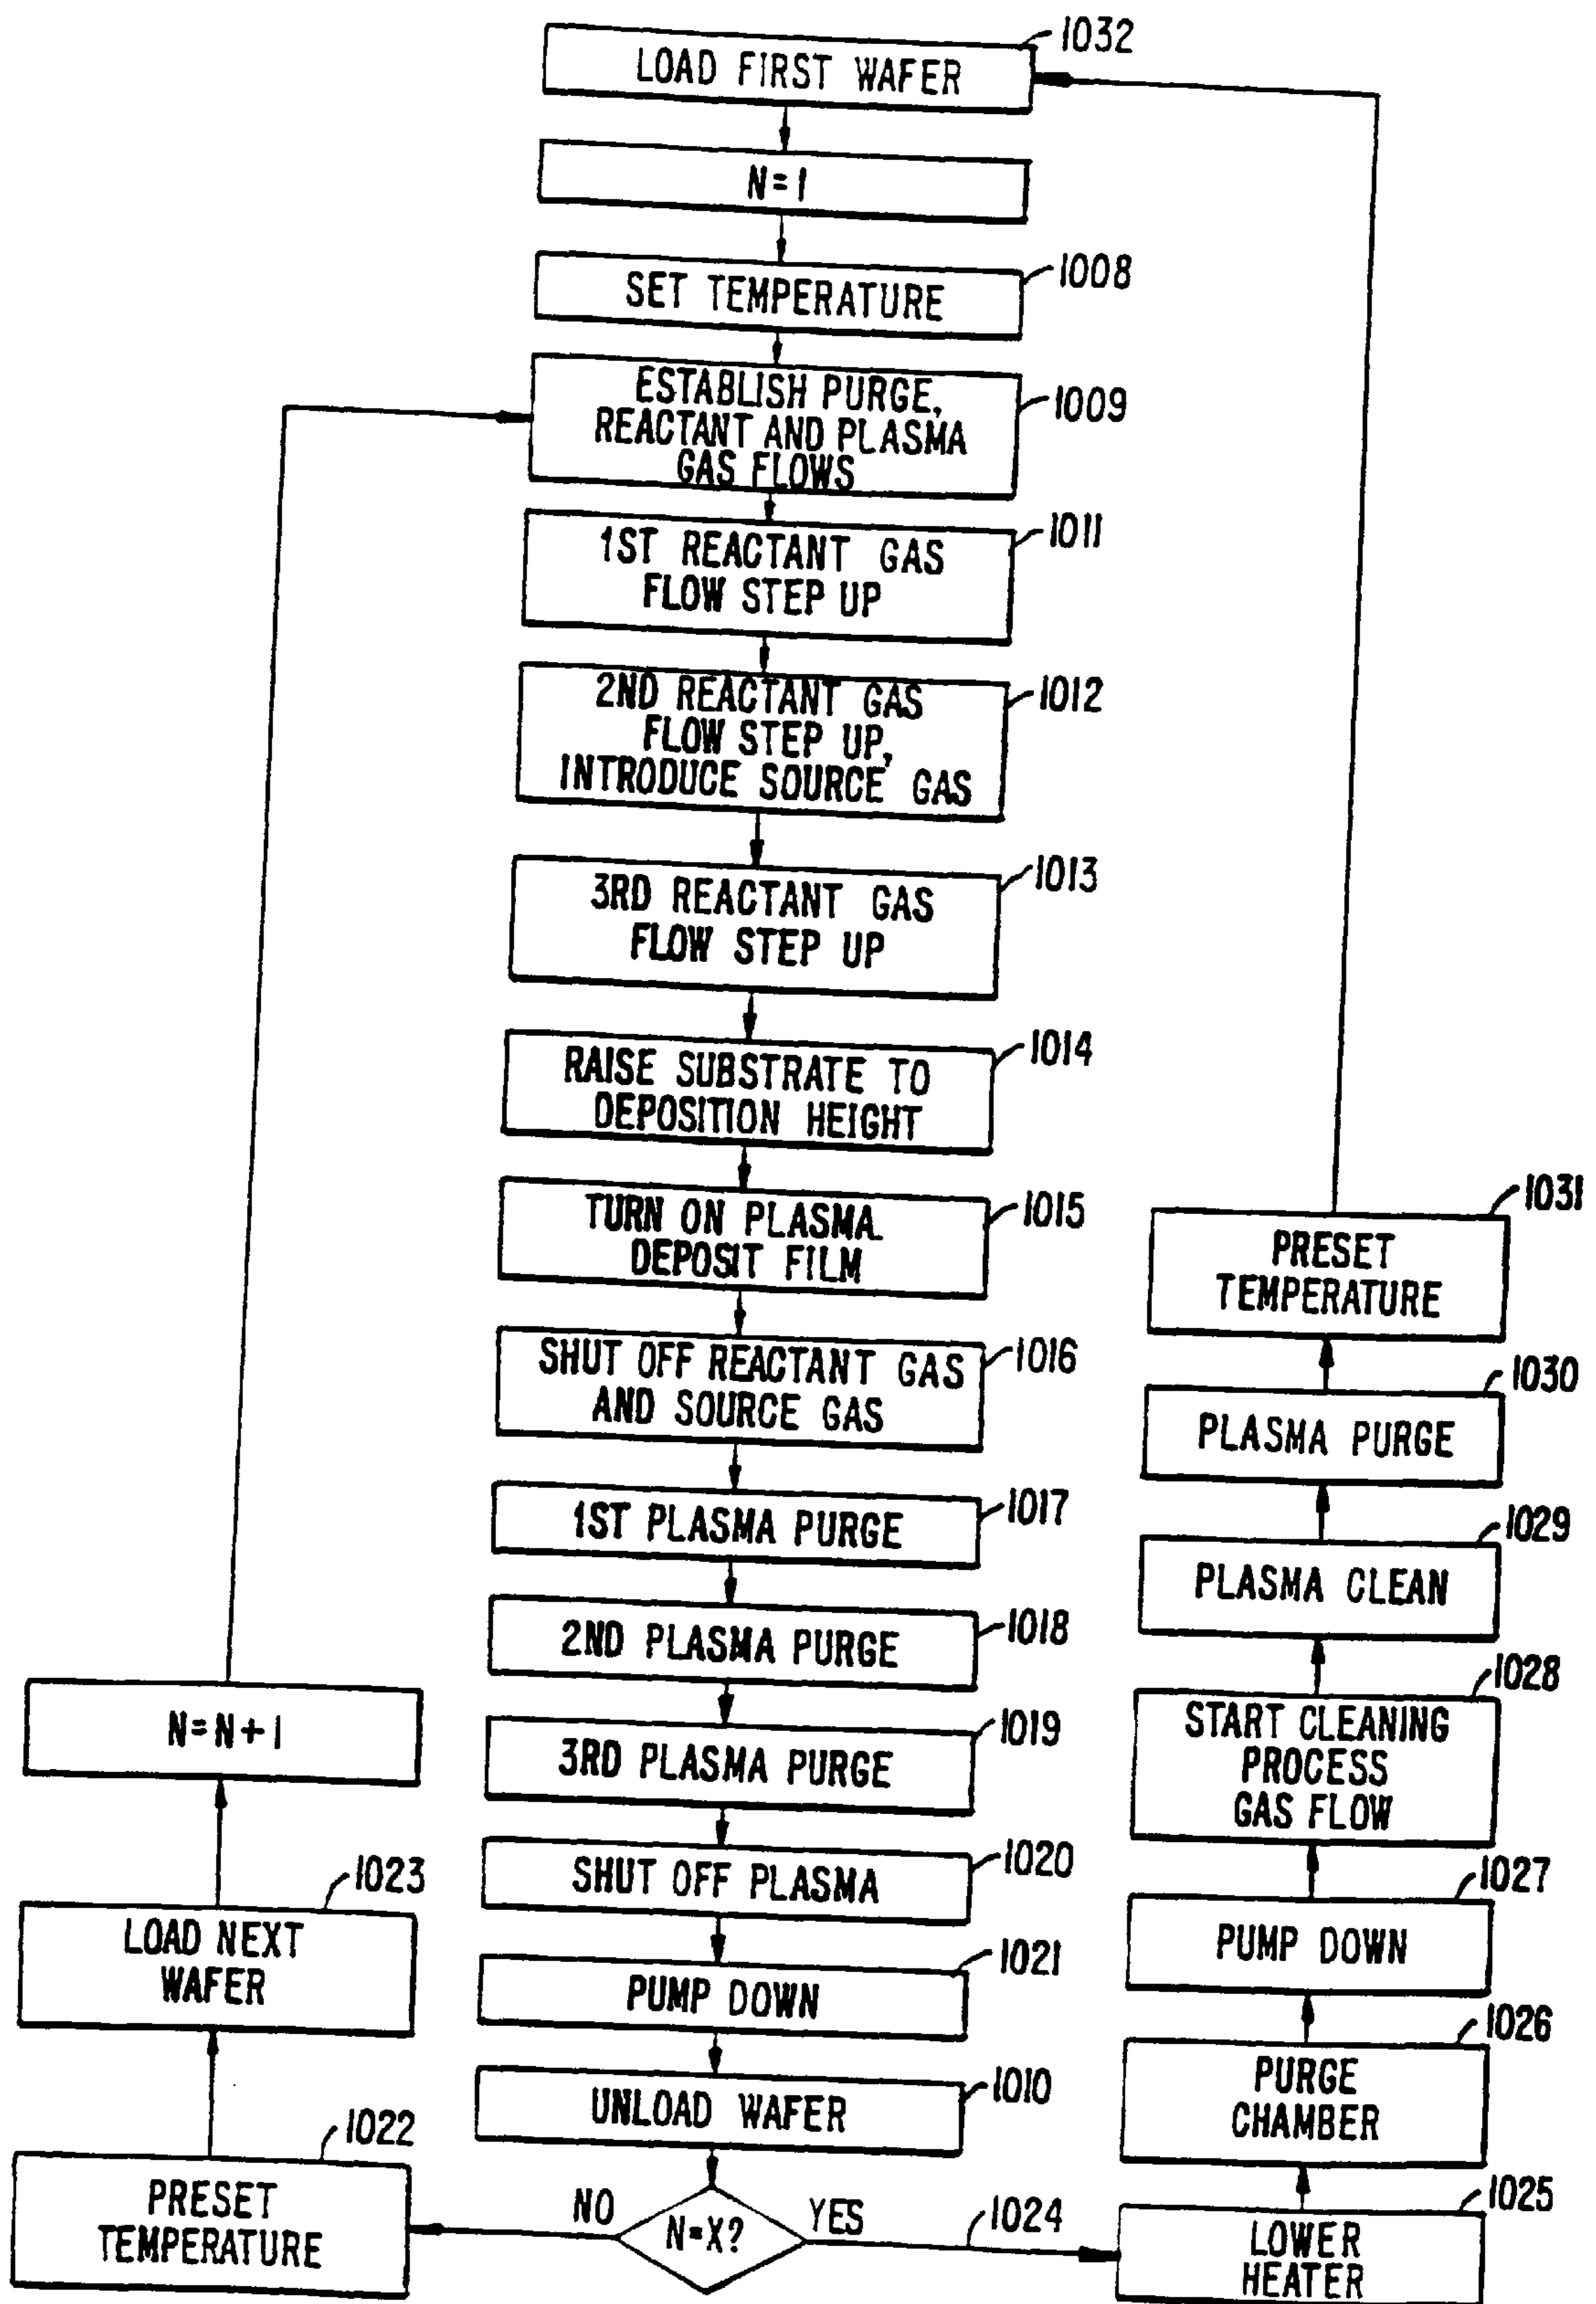 LOAD FIRST WAFER
1032
N=1
SET TEMPERATURE
1008
ESTABLISH PURGE,
REACTANT AND PLASMA
GAS FLOWS
1009
1ST REACTANT GAS
FLOW STEP UP
1011
2ND REACTANT GAS
FLOW STEP UP,
INTRODUCE SOURCE GAS
1012
3RD REACTANT GAS
FLOW STEP UP
1013
RAISE SUBSTRATE TO
DEPOSITION HEIGHT
1014
TURN ON PLASMA.
DEPOSIT FILM
1015
SHUT OFF REACTANT GAS
AND SOURCE GAS
1016
1ST PLASMA PURGE
1017
2ND PLASMA PURGE
1018
3RD PLASMA PURGE
1019
SHUT OFF PLASMA
1020
PUMP DOWN
1021
UNLOAD WAFER
1010
N=X?
NO
YES
1024
PRESET
TEMPERATURE
1022
LOAD NEXT
WAFER
1023
N=N+1
LOWER
HEATER
1025
PURGE
CHAMBER
1026
PUMP DOWN
1027
START CLEANING
PROCESS
GAS FLOW
1028
PLASMA CLEAN
1029
PLASMA PURGE
1030
PRESET
TEMPERATURE
1031